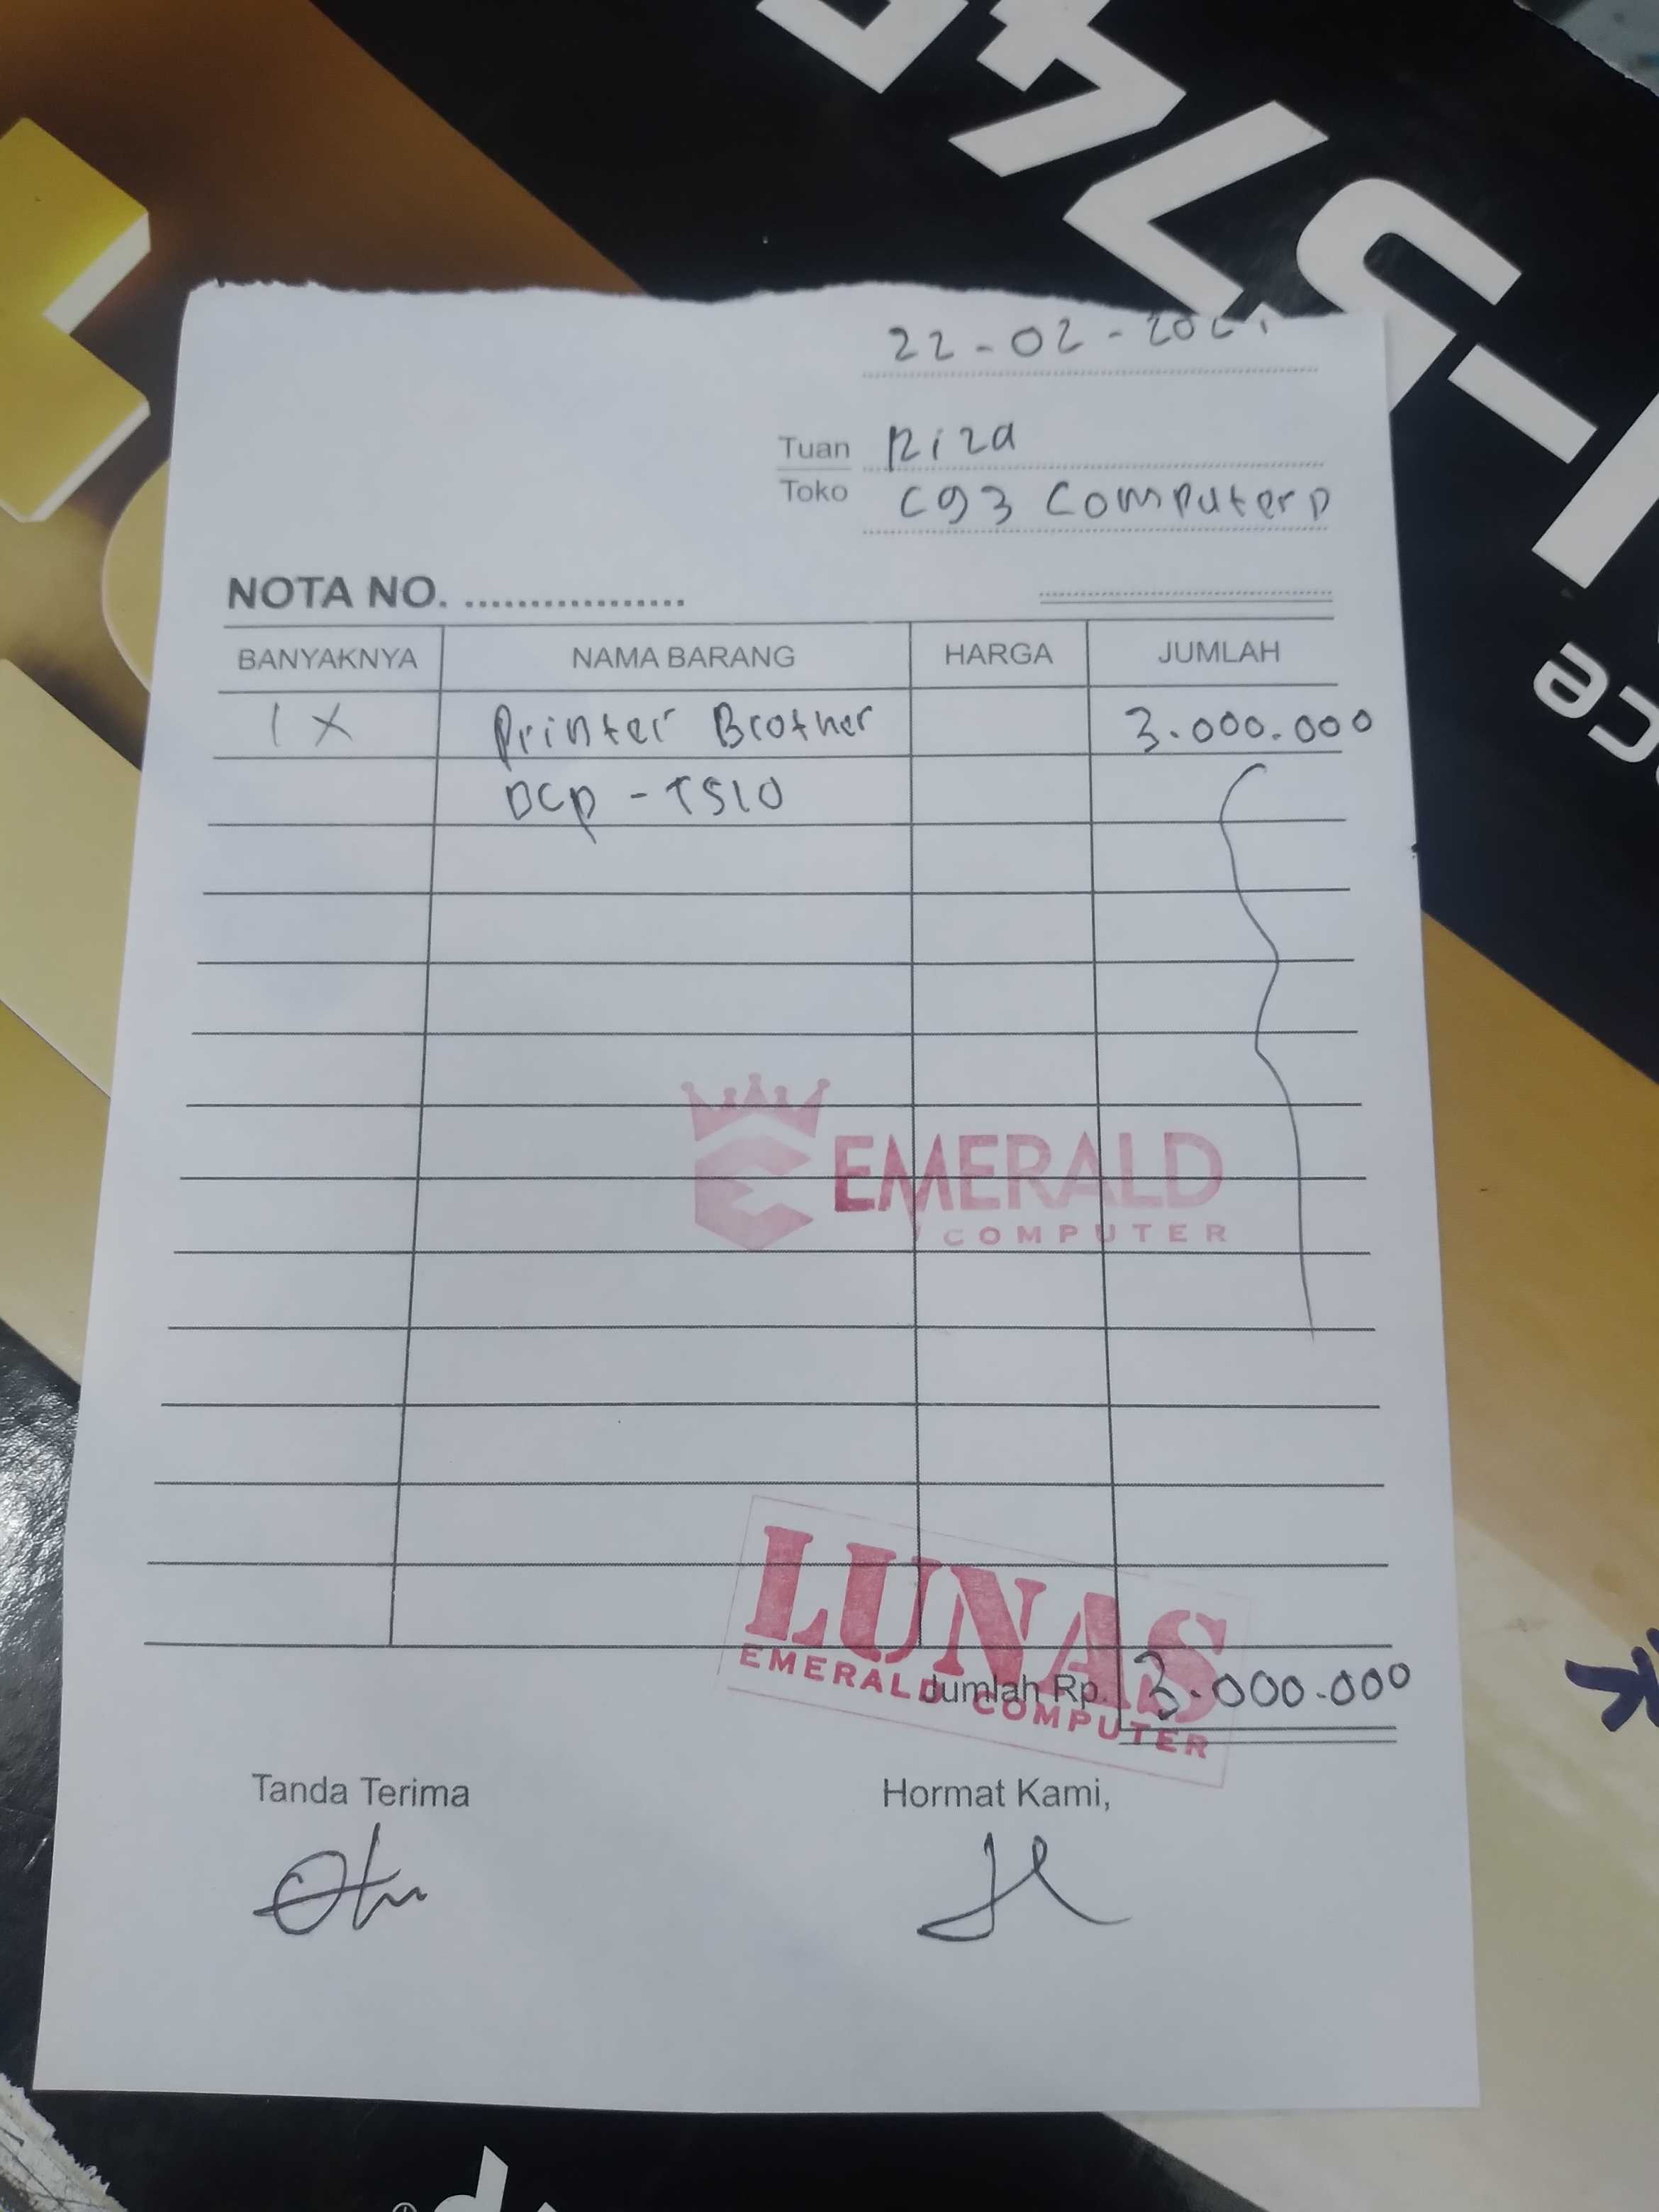 22-02-202
Tuan Riza
Toko cg3 Computer p
NOTA NO. .................
BANYAKNYA NAMA BARANG HARGA JUMLAH
1 X Printer Brother 3.000.000
DCP - T510
EMERALD
COMPUTER
LUNAS
EMERALD COMPUTER
Jumlah Rp. 3.000.000
Tanda Terima Hormat Kami,